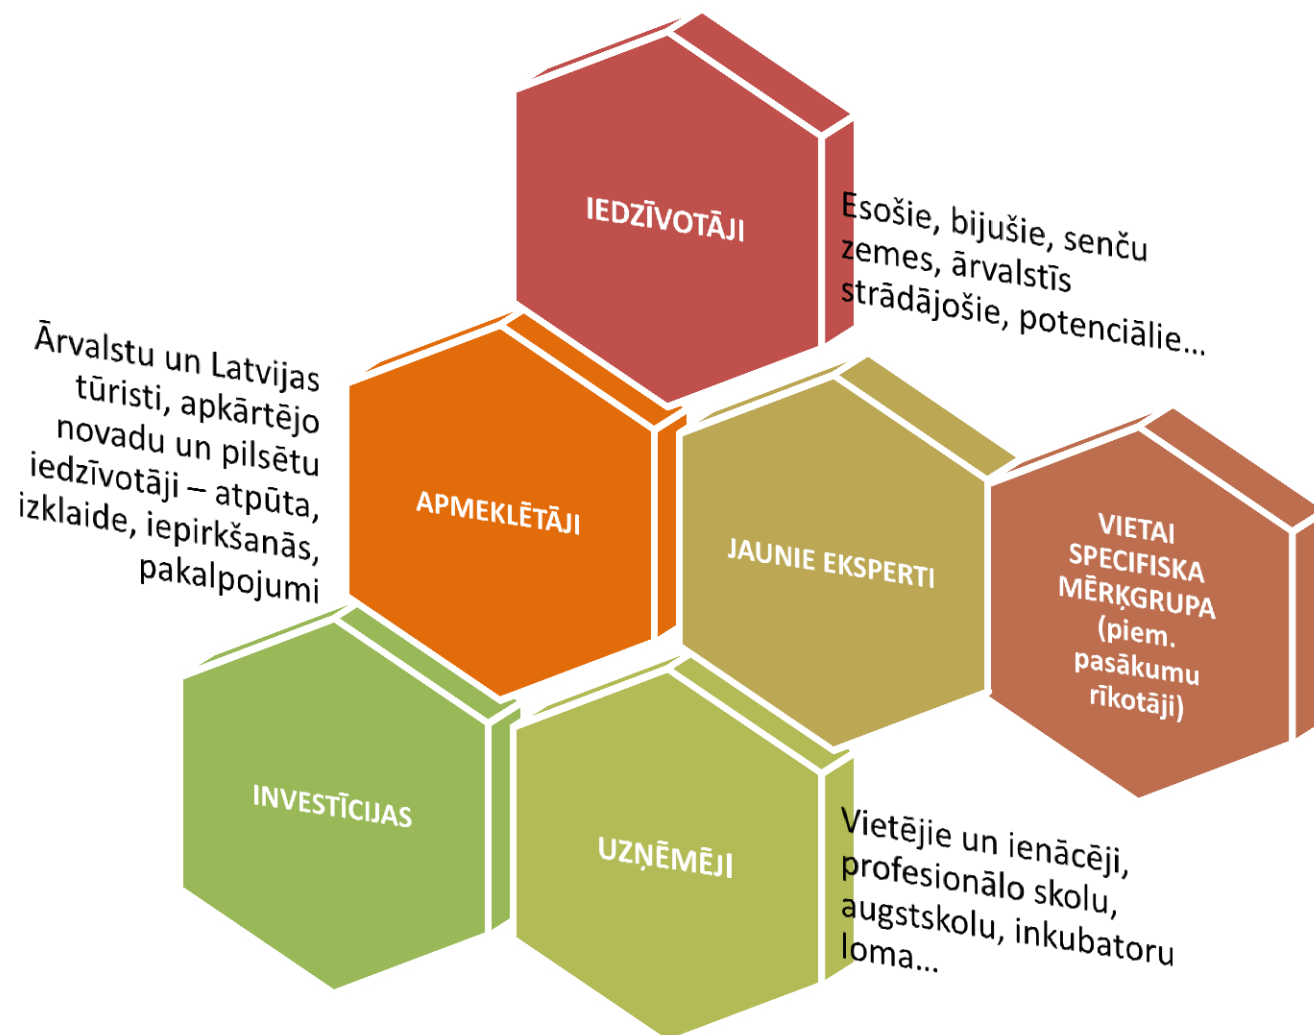 IEDZĪVOTĀJI
Esošie, bijušie, senču
zemes, ārvalstīs
strādājošie, potenciālie...
Ārvalstu un Latvijas
tūristi, apkārtējo
novadu un pilsētu
iedzīvotāji – atpūta,
izklaide, iepirkšanās,
pakalpojumi
APMEKLĒTĀJI
JAUNIE EKSPERTI
VIETAI
SPECIFISKA
MĒRĶGRUPA
(piem.
pasākumu
rīkotāji)
INVESTĪCIJAS
UZŅĒMĒJI
Vietējie un ienācēji,
profesionālo skolu,
augstskolu, inkubatoru
loma...